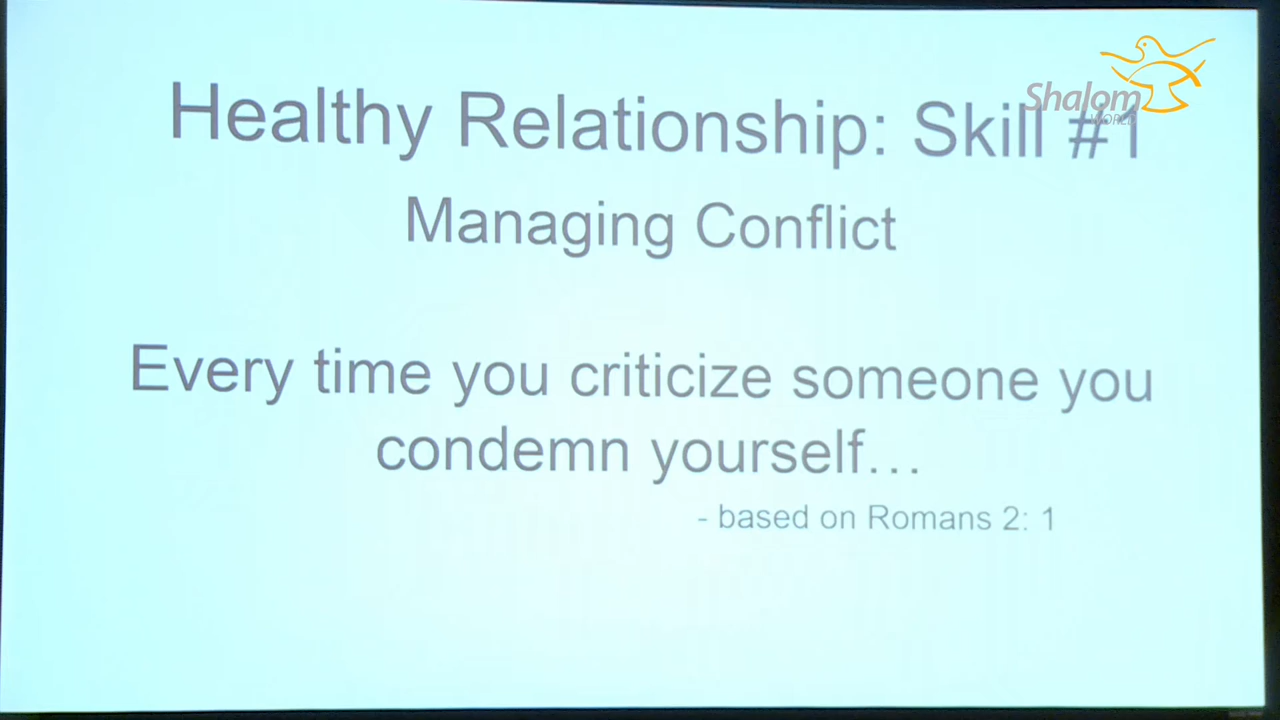 Shalom
WORLD
Healthy Relationship: Skill #1
Managing Conflict
Every time you criticize someone you
condemn yourself...
- based on Romans 2: 1